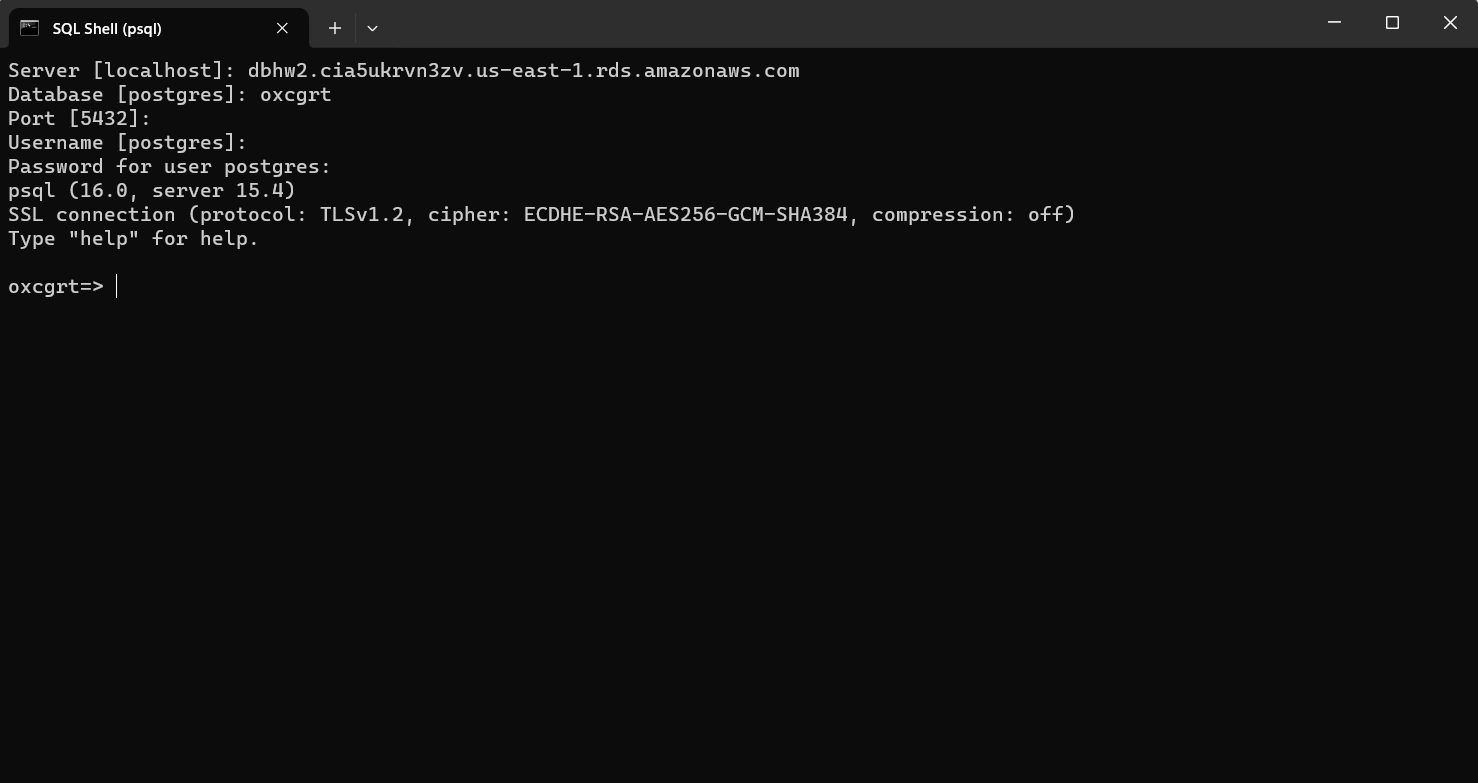 SQL Shell (psql)
Server [localhost]: dbhw2.cia5ukrvn3zv.us-east-1.rds.amazonaws.com
Database [postgres]: oxcgrt
Port [5432]:
Username [postgres]:
Password for user postgres:
psql (16.0, server 15.4)
SSL connection (protocol: TLSv1.2, cipher: ECDHE-RSA-AES256-GCM-SHA384, compression: off)
Type "help" for help.
oxcgrt=>